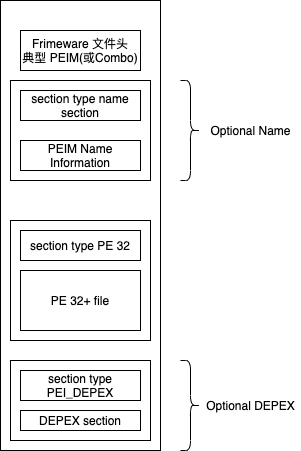 Frimeware 文件头
典型 PEIM(或Combo)
section type name
section
PEIM Name
Information
Optional Name
section type PE 32
PE 32+ file
section type
PEI_DEPEX
DEPEX section
Optional DEPEX